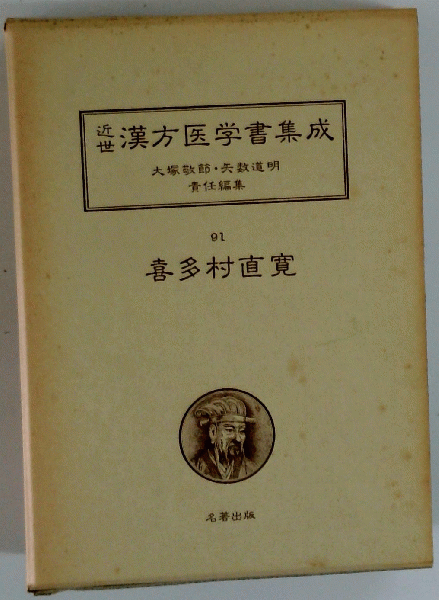 近世漢方医学書集成
大塚敬節・矢数道明
責任編集
91
喜多村直寛
名著出版